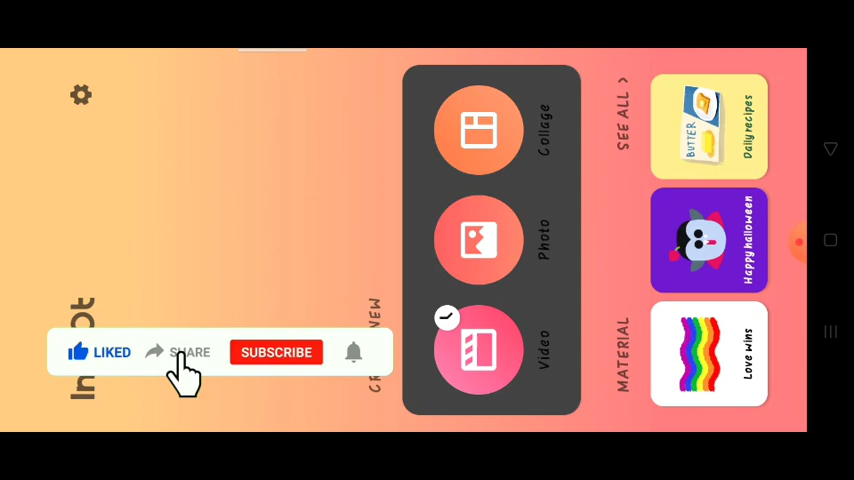 LIKED
SHARE
SUBSCRIBE
Video
Photo
Collage
MATERIAL
SEE ALL >
Love wins
Happy halloween
BUTTER
Daily recipes